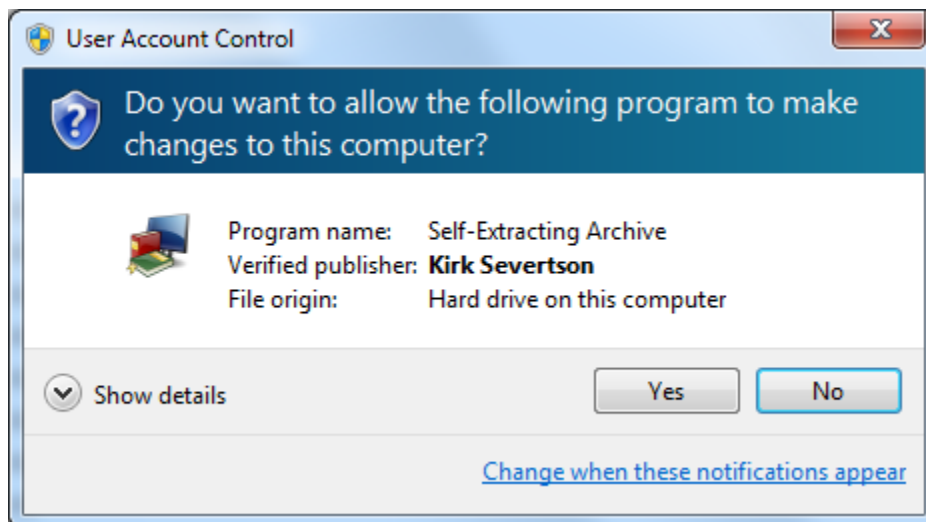 User Account Control
Do you want to allow the following program to make
changes to this computer?
Program name: Self-Extracting Archive
Verified publisher: Kirk Severtson
File origin: Hard drive on this computer
Show details
Yes
No
Change when these notifications appear